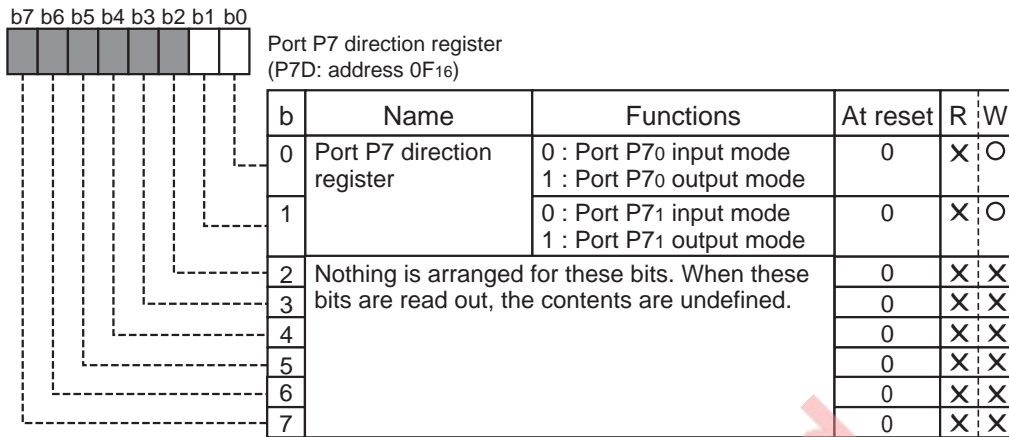 b7 b6 b5 b4 b3 b2 b1 b0
Port P7 direction register
(P7D: address 0F16)
b Name Functions At reset R W
0 Port P7 direction register 0 : Port P70 input mode 0 X O
1 : Port P70 output mode
1 0 : Port P71 input mode 0 X O
1 : Port P71 output mode
2 Nothing is arranged for these bits. When these 0 X X
3 bits are read out, the contents are undefined. 0 X X
4 0 X X
5 0 X X
6 0 X X
7 0 X X